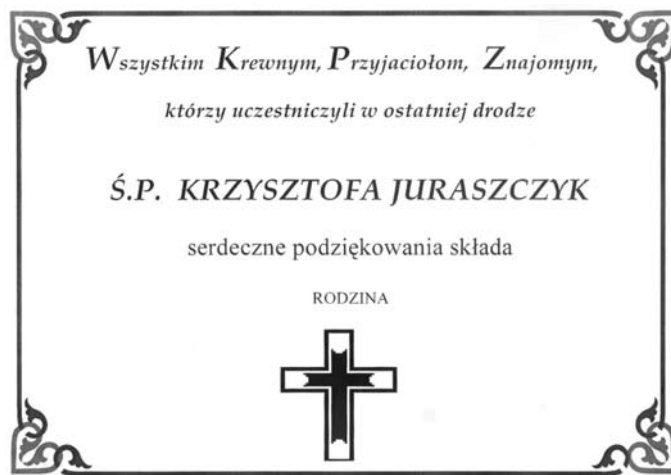 Wszystkim Krewnym, Przyjaciołom, Znajomym,
którzy uczestniczyli w ostatniej drodze
Ś.P. KRZYSZTOFA JURASZCZYK
serdeczne podziękowania składa
RODZINA